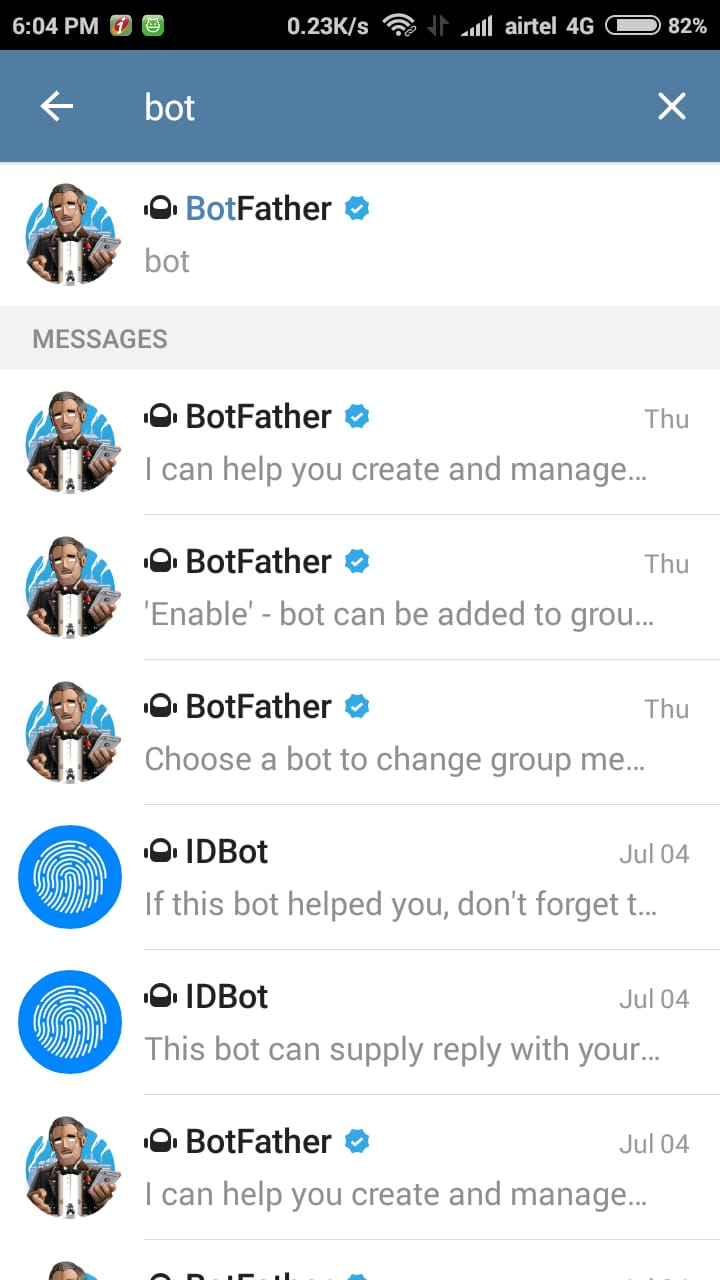 6:04 PM 0.23K/s airtel 4G 82%
bot
BotFather
bot
MESSAGES
BotFather Thu
I can help you create and manage...
BotFather Thu
'Enable' - bot can be added to grou...
BotFather Thu
Choose a bot to change group me...
IDBot Jul 04
If this bot helped you, don't forget t...
IDBot Jul 04
This bot can supply reply with your...
BotFather Jul 04
I can help you create and manage...
BotFather